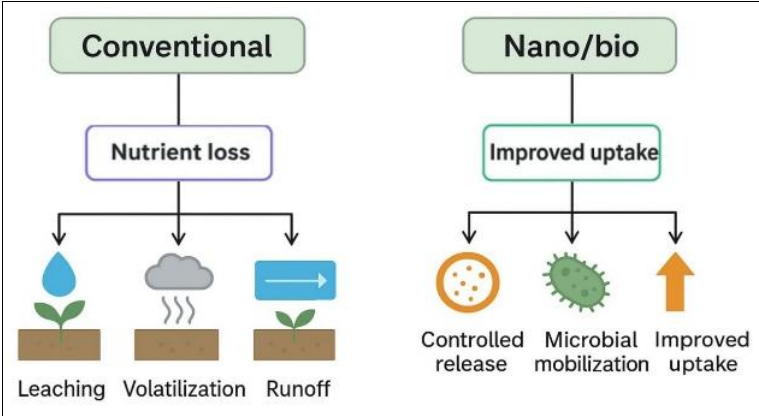 Conventional
Nutrient loss
Leaching
Volatilization
Runoff
Nano/bio
Improved uptake
Controlled
release
Microbial
mobilization
Improved
uptake